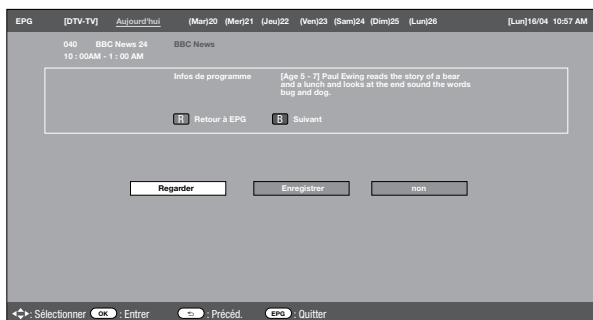 EPG [DTV-TV] Aujourd'hui (Mar)20 (Mer)21 (Jeu)22 (Ven)23 (Sam)24 (Dim)25 (Lun)26 [Lun]16/04 10:57 AM
040 BBC News 24 BBC News
10 : 00AM - 1 : 00 AM
Infos de programme [Age 5 - 7] Paul Ewing reads the story of a bear
and a lunch and looks at the end sound the words
bug and dog.
R Retour à EPG B Suivant
Regarder Enregistrer non
: Sélectionner OK : Entrer : Précéd. EPG : Quitter